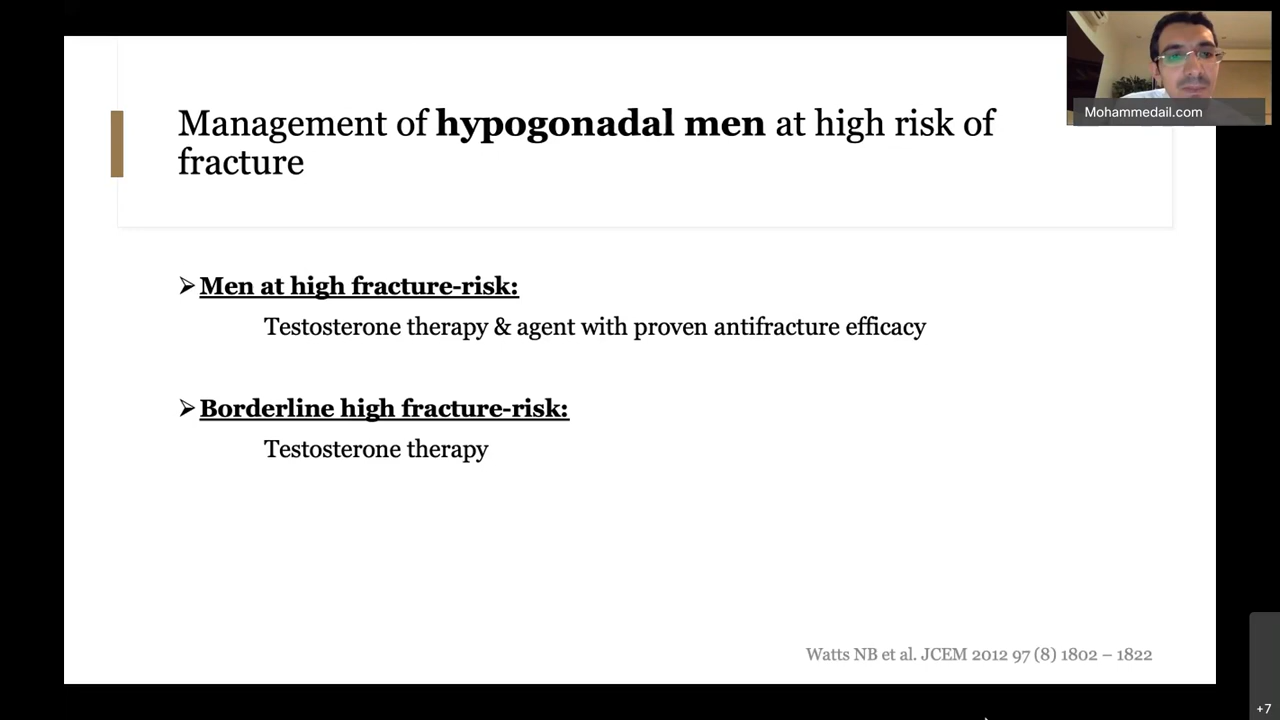 Mohammedail.com
Management of hypogonadal men at high risk of
fracture
➢Men at high fracture-risk:
Testosterone therapy & agent with proven antifracture efficacy
➢Borderline high fracture-risk:
Testosterone therapy
Watts NB et al. JCEM 2012 97 (8) 1802 – 1822
+7